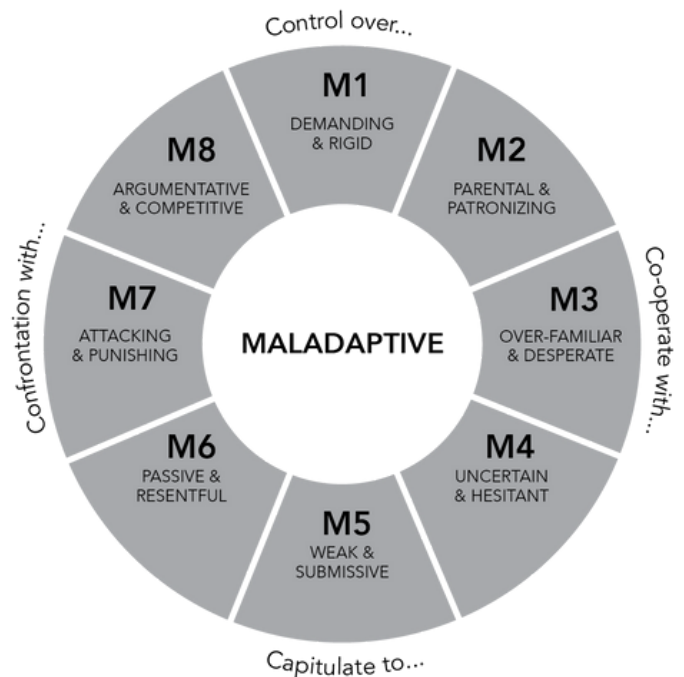 Control over...
M1
DEMANDING
& RIGID
M2
PARENTAL &
PATRONIZING
Co-operate with...
M3
OVER-FAMILIAR
& DESPERATE
M4
UNCERTAIN
& HESITANT
Capitulate to...
M5
WEAK &
SUBMISSIVE
M6
PASSIVE &
RESENTFUL
Confrontation with...
M7
ATTACKING
& PUNISHING
M8
ARGUMENTATIVE
& COMPETITIVE
MALADAPTIVE